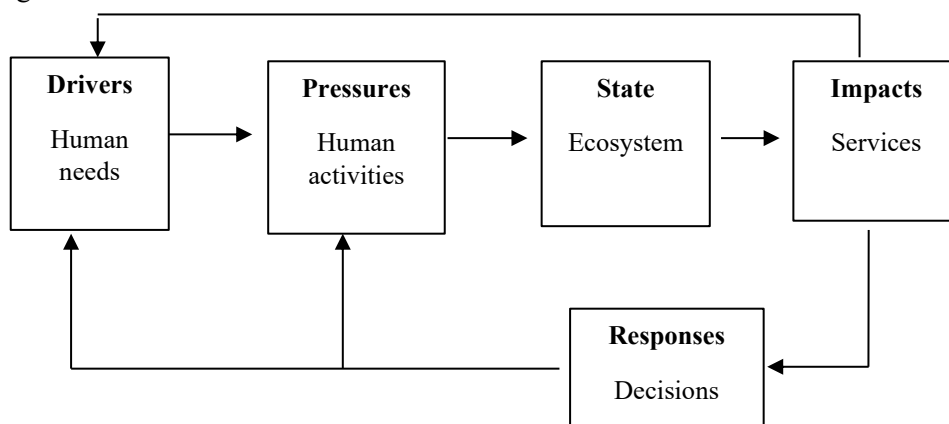 Drivers
Human
needs
Pressures
Human
activities
State
Ecosystem
Impacts
Services
Responses
Decisions